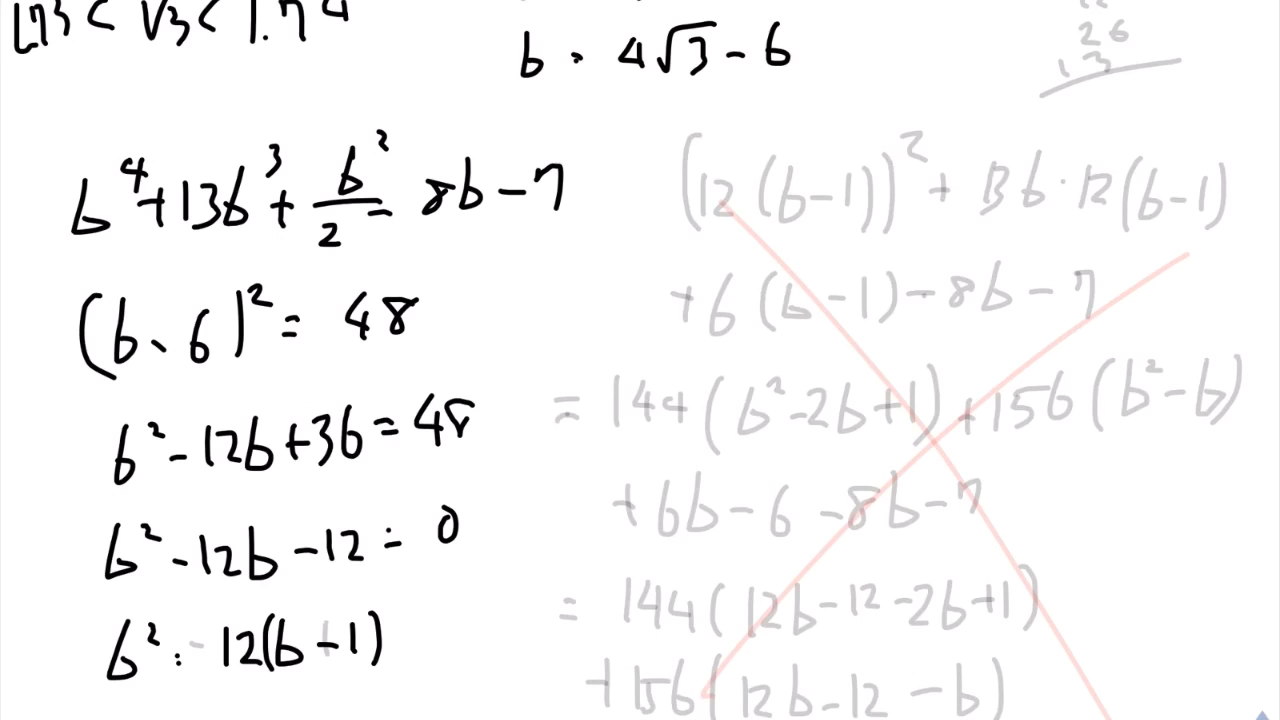 1.73 < √3 < 1.74
b = 4√3 - 6
b⁴ + 13b³ + b²/2 - 8b - 7
(b - 6)² = 48
b² - 12b + 36 = 48
b² - 12b - 12 = 0
b² = - 12(b - 1)
26
13
(12(b-1))² + 13b·12(b-1)
+ 6(b-1) - 8b - 7
= 144(b² - 2b + 1) + 156(b² - b)
+ 6b - 6 - 8b - 7
= 144(12b - 12 - 2b + 1)
+ 156(12b - 12 - b)